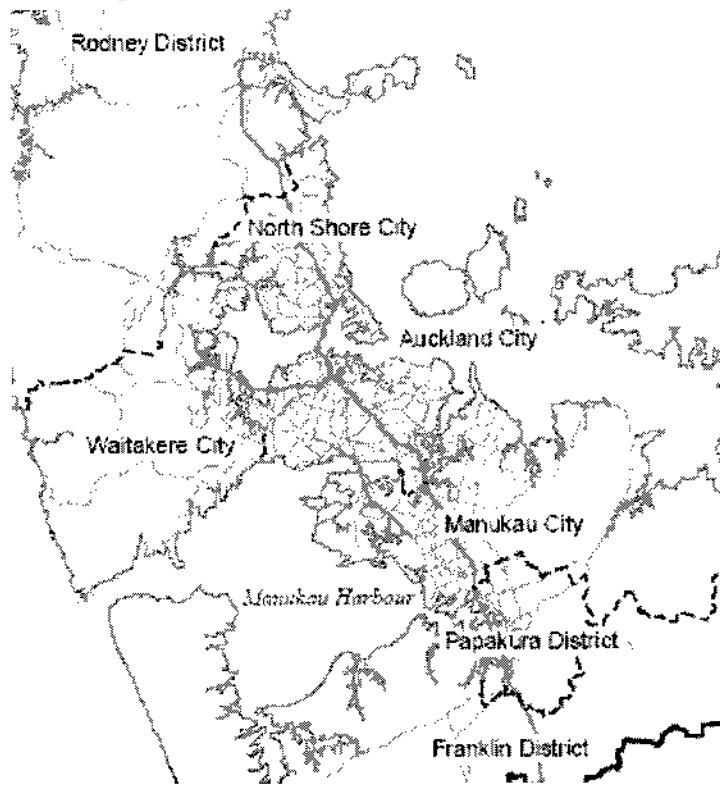 Rodney District
North Shore City
Auckland City
Waitakere City
Manukau City
Manukau Harbour
Papakura District
Franklin District